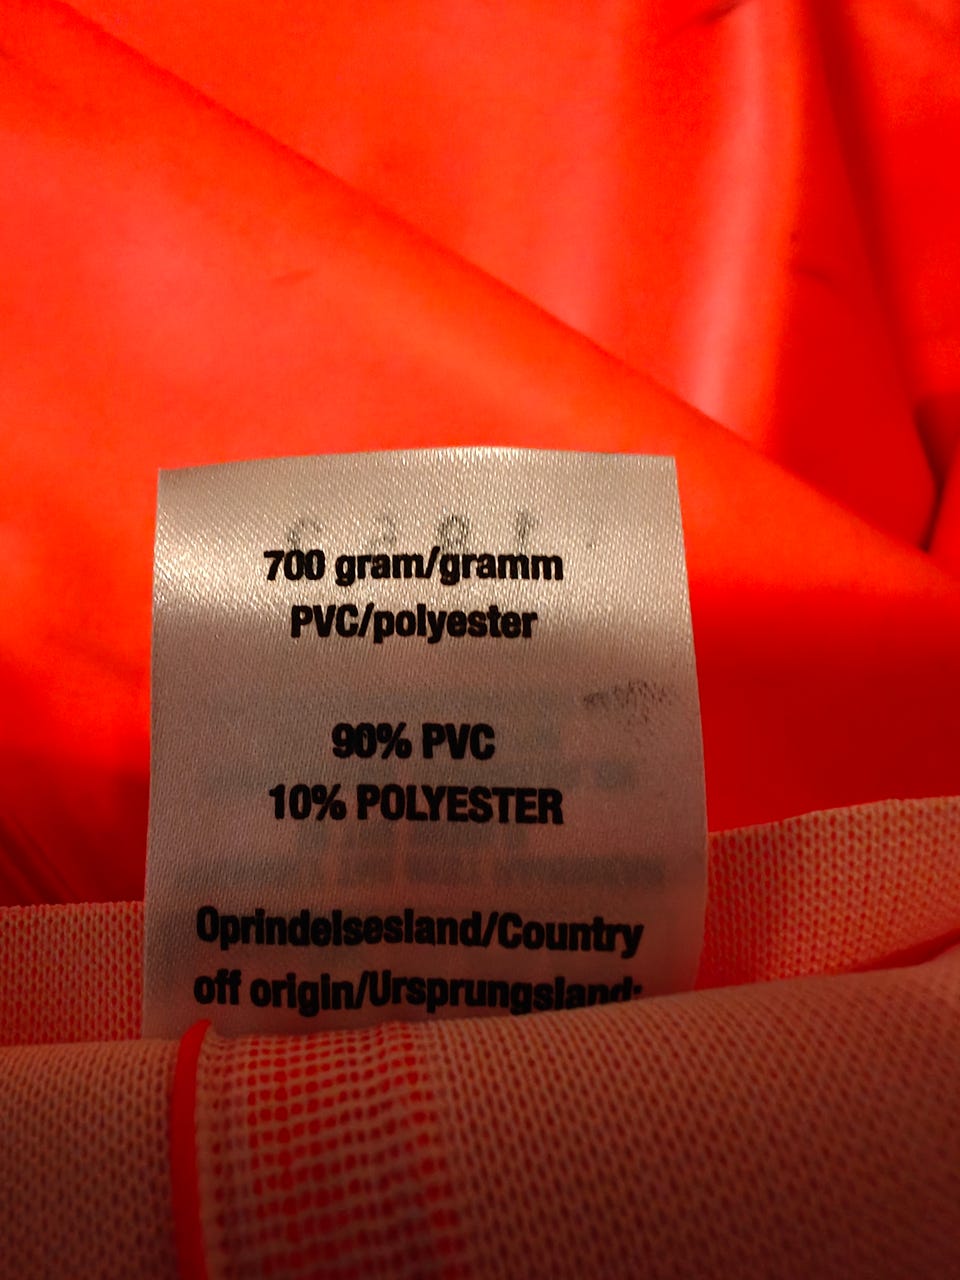 700 gram/gramm
PVC/polyester
90% PVC
10% POLYESTER
Oprindelsesland/Country
off origin/Ursprungsland: